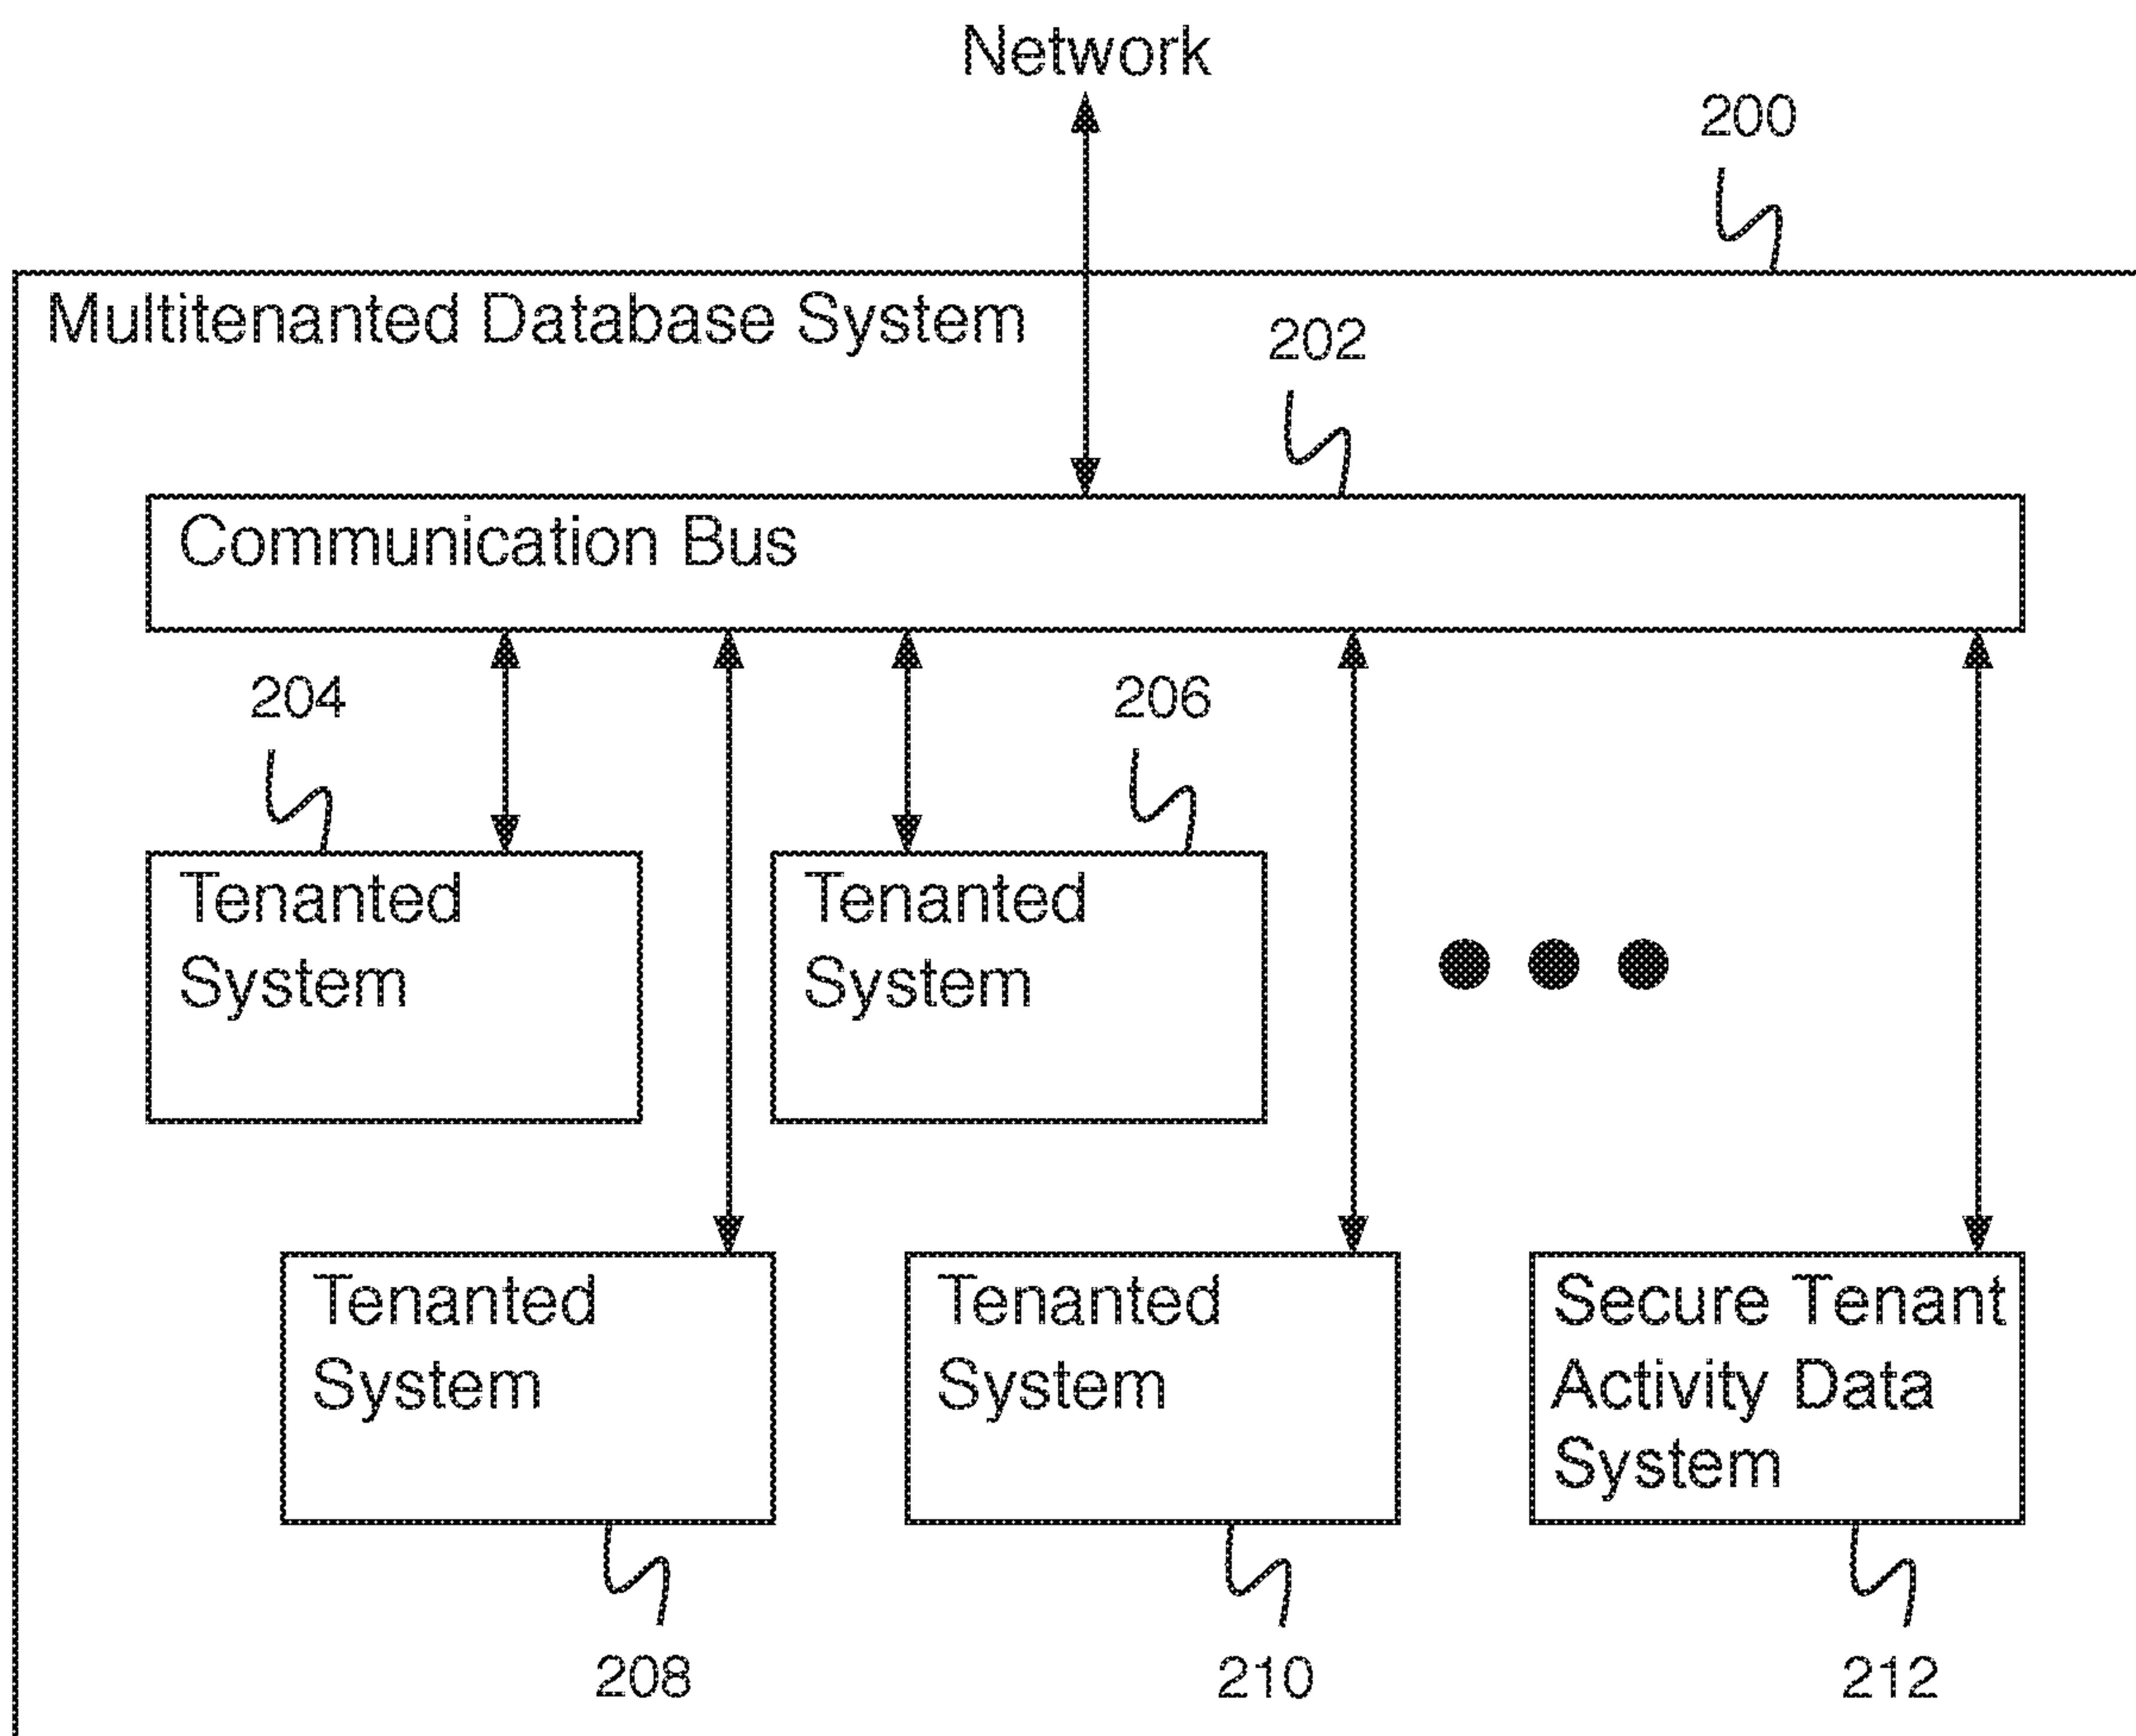 Network
200
Multitenanted Database System
202
Communication Bus
204
206
Tenanted
System
Tenanted
System
Tenanted
System
Tenanted
System
Secure Tenant
Activity Data
System
208
210
212